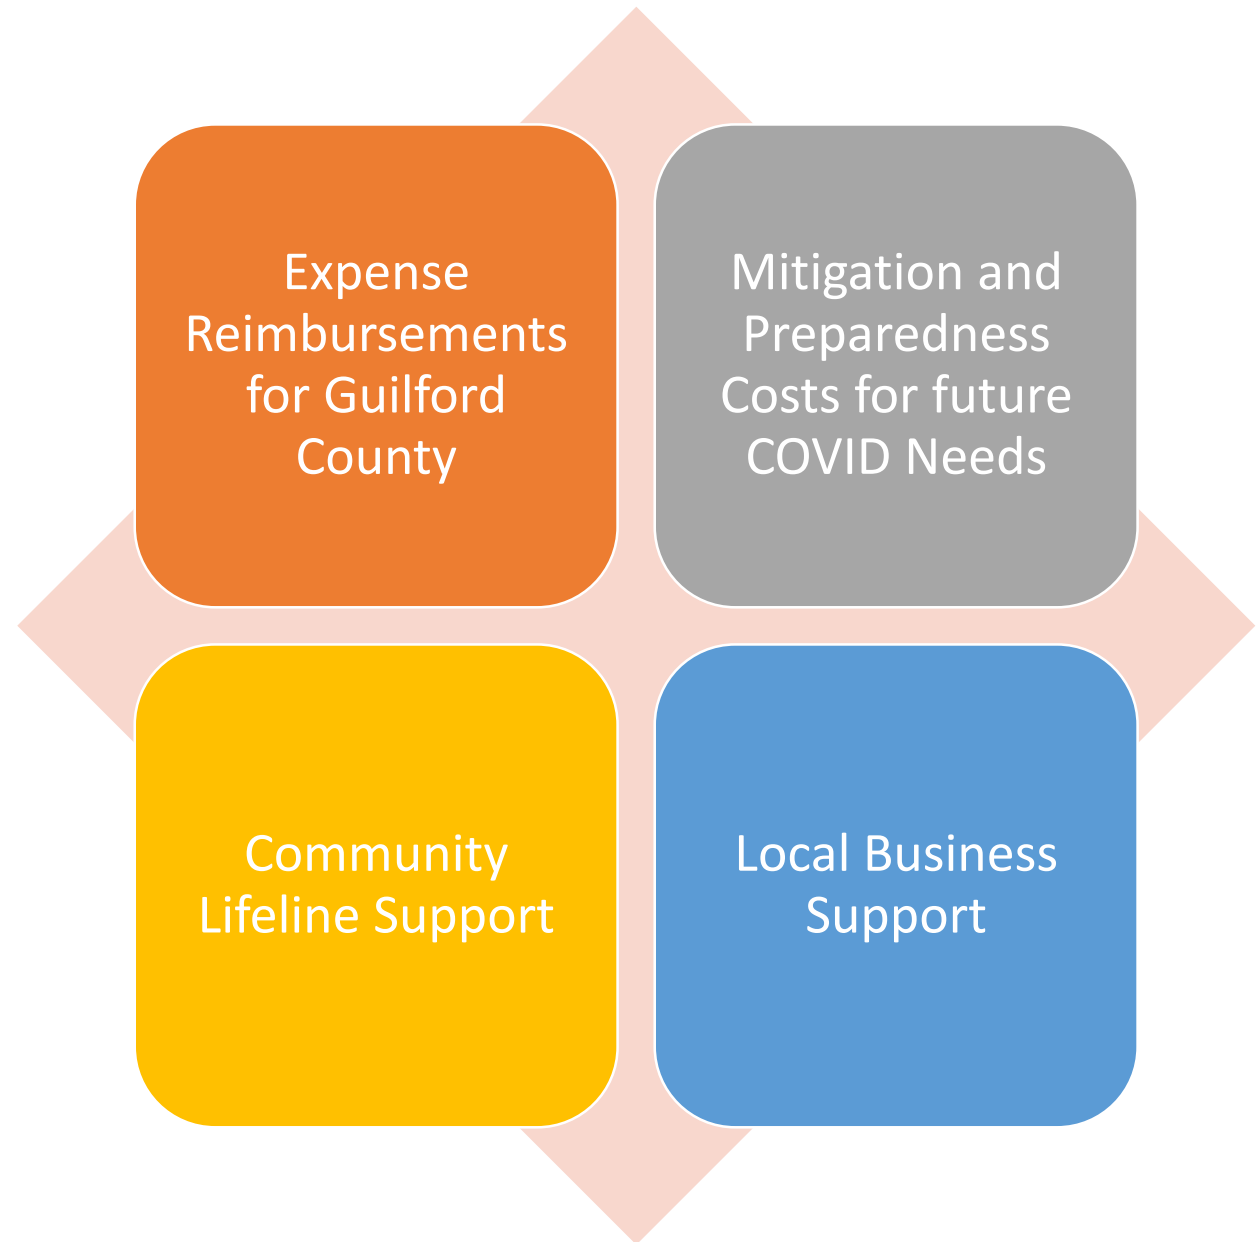 Expense
Reimbursements
for Guilford
County
Mitigation and
Preparedness
Costs for future
COVID Needs
Community
Lifeline Support
Local Business
Support